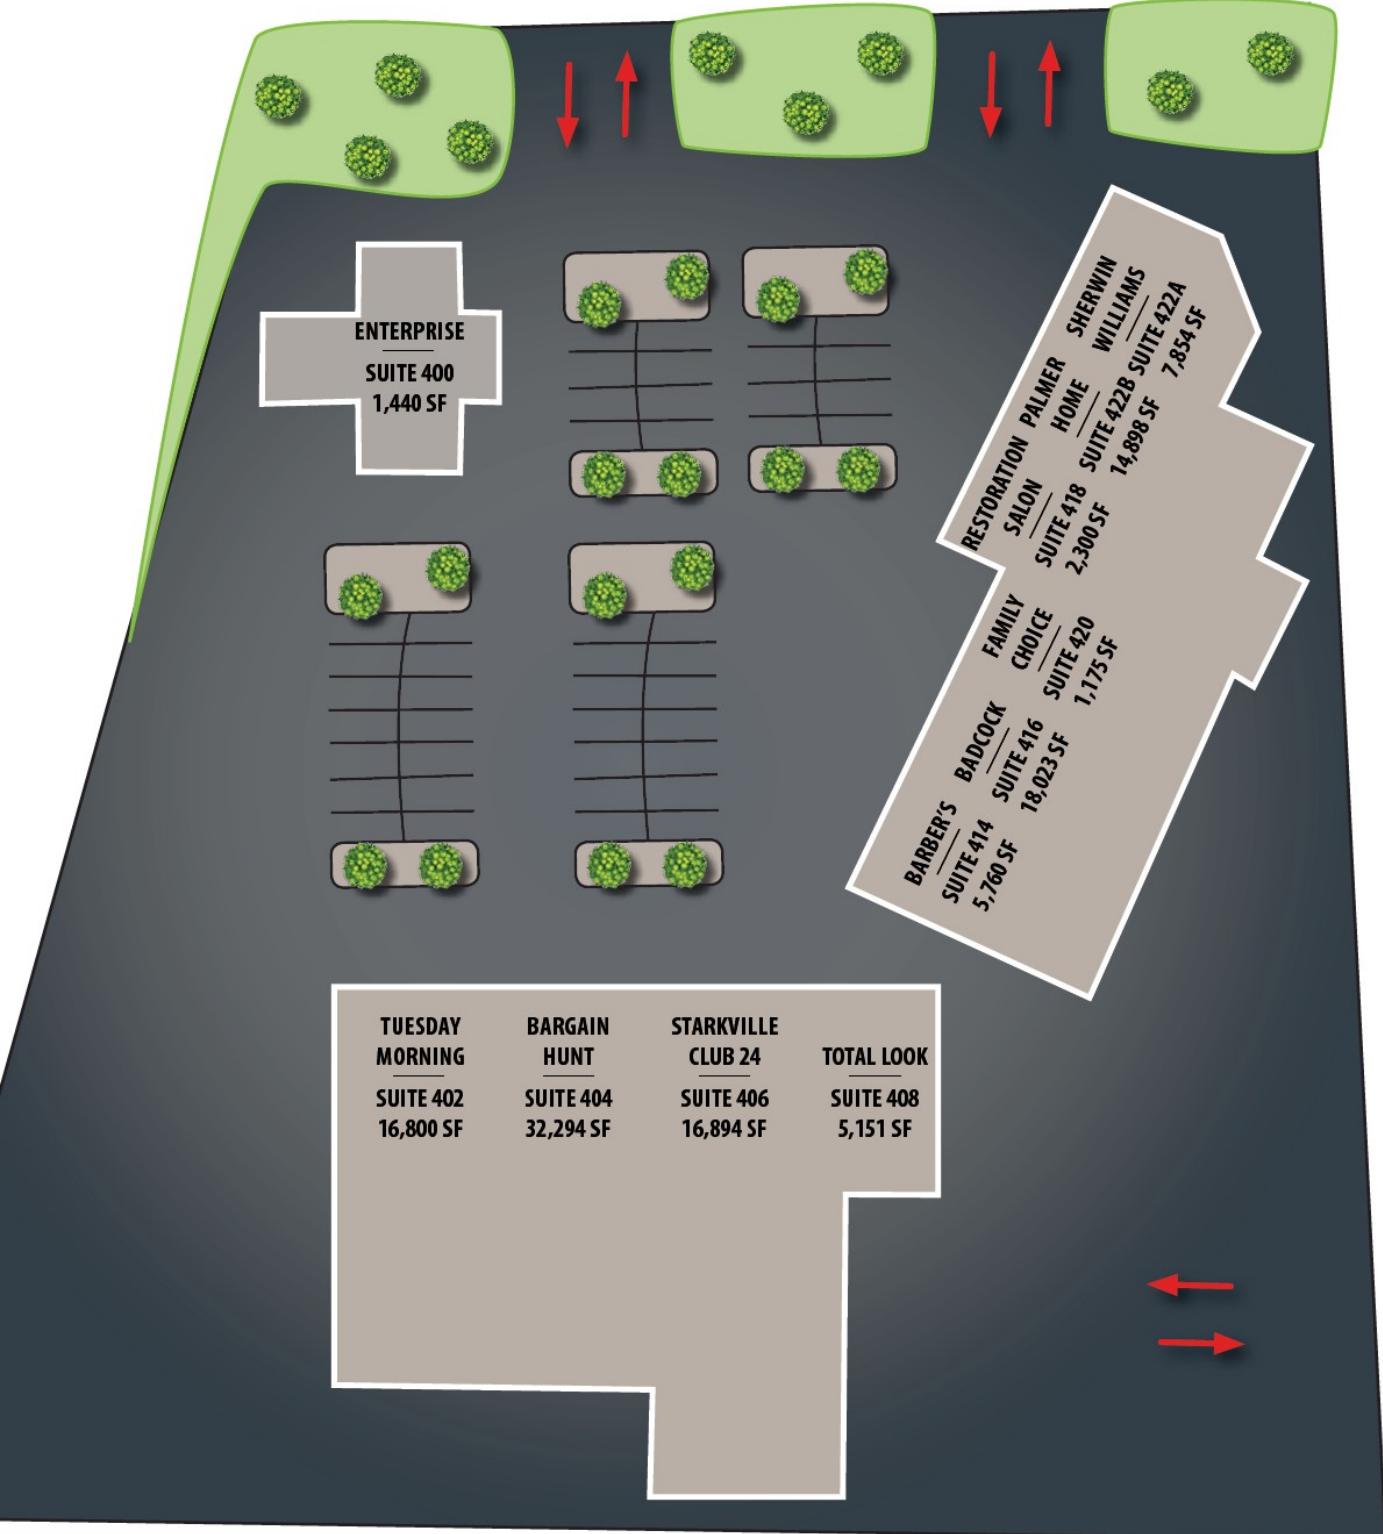 ENTERPRISE
SUITE 400
1,440 SF
SHERWIN
WILLIAMS
SUITE 422A
7,854 SF
PALMER
HOME
SUITE 422B
14,898 SF
RESTORATION
SALON
SUITE 418
2,300 SF
FAMILY
CHOICE
SUITE 420
1,175 SF
BADCOCK
SUITE 416
18,023 SF
BARBER'S
SUITE 414
5,760 SF
TUESDAY
MORNING
SUITE 402
16,800 SF
BARGAIN
HUNT
SUITE 404
32,294 SF
STARKVILLE
CLUB 24
SUITE 406
16,894 SF
TOTAL LOOK
SUITE 408
5,151 SF